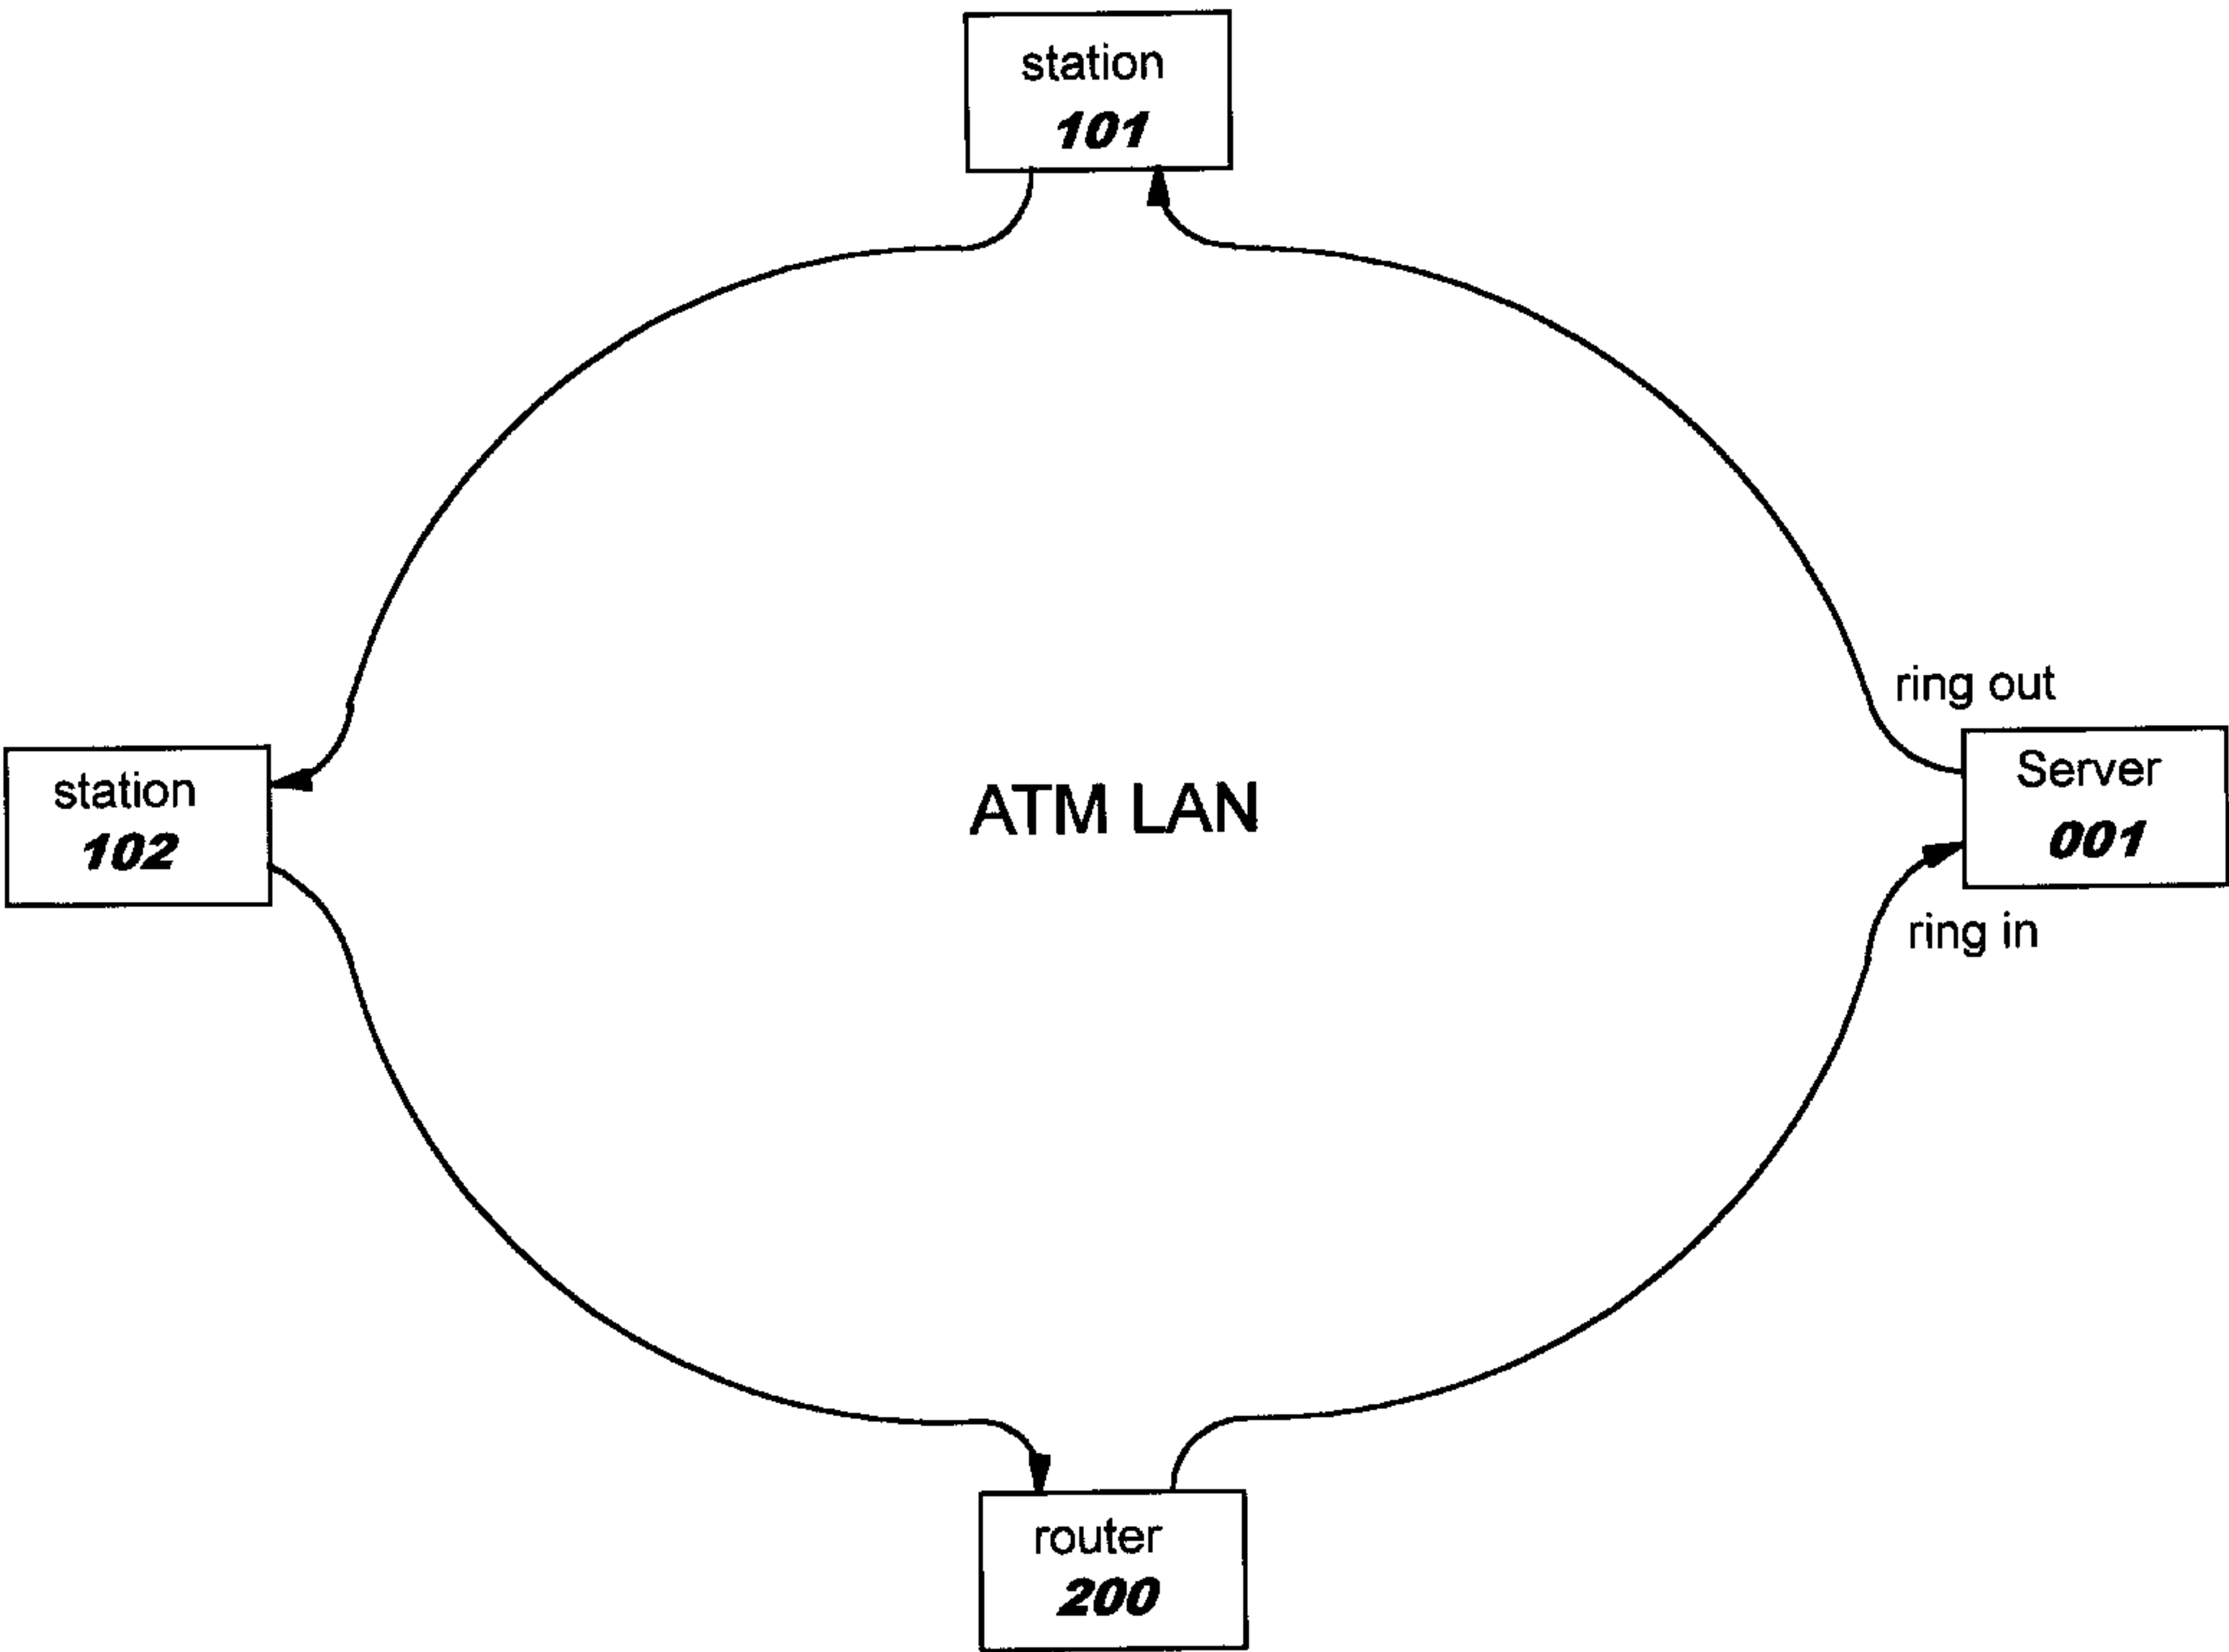 station
101
ring out
station
102
ATM LAN
Server
001
ring in
router
200